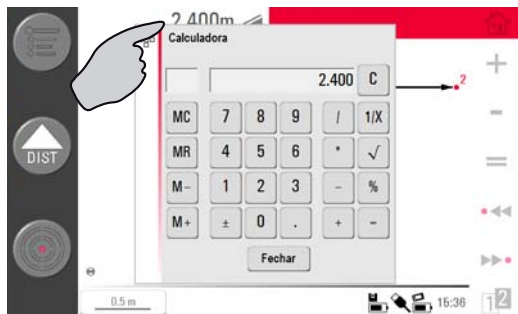 2.400m
Calculadora
2.400 C
MC 7 8 9 / 1/X
MR 4 5 6 * √
M- 1 2 3 - %
M+ ± 0 . + =
Fechar
DIST
2
0.5 m
15:36
1 2